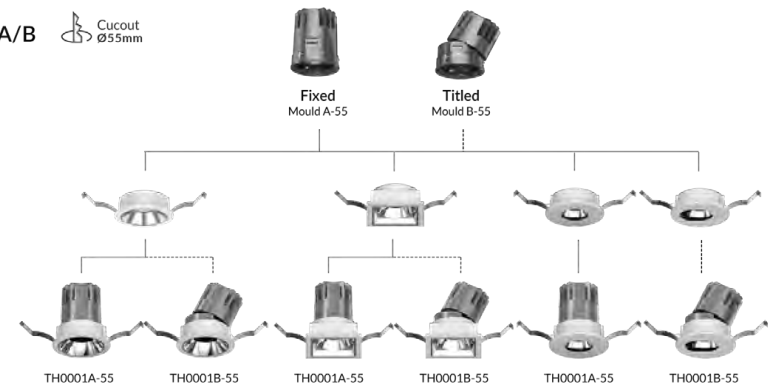 A/B
Cucout
Ø55mm
Fixed
Mould A-55
Titled
Mould B-55
TH0001A-55
TH0001B-55
TH0001A-55
TH0001B-55
TH0001A-55
TH0001B-55